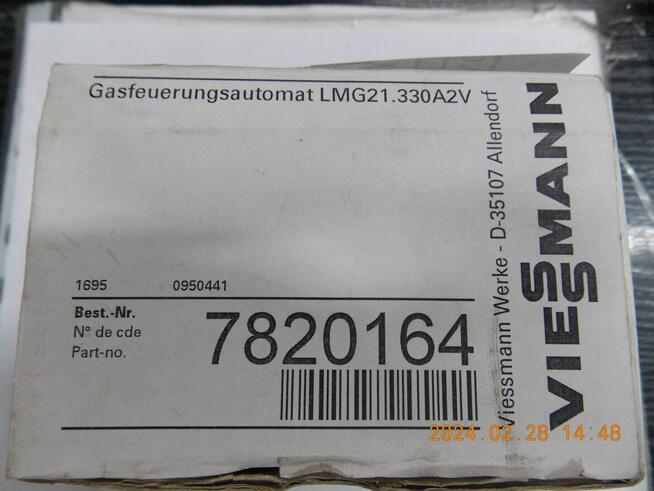 Gasfeuerungsautomat LMG21.330A2V
1695 0950441
Best.-Nr.
N° de cde
Part-no.
7820164
Viessmann Werke - D-35107 Allendorf
VIESSMANN
2024.02.28 14:48